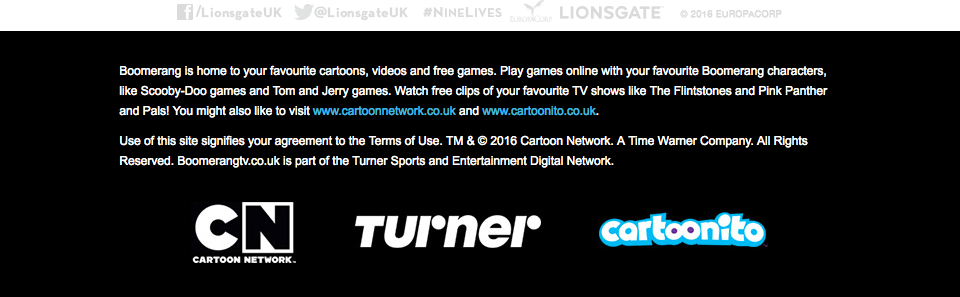 /LionsgateUK @LionsgateUK #NINELIVES EUROPACORP LIONSGATE™ © 2016 EUROPACORP
Boomerang is home to your favourite cartoons, videos and free games. Play games online with your favourite Boomerang characters,
like Scooby-Doo games and Tom and Jerry games. Watch free clips of your favourite TV shows like The Flintstones and Pink Panther
and Pals! You might also like to visit www.cartoonnetwork.co.uk and www.cartoonito.co.uk.
Use of this site signifies your agreement to the Terms of Use. TM & © 2016 Cartoon Network. A Time Warner Company. All Rights
Reserved. Boomerangtv.co.uk is part of the Turner Sports and Entertainment Digital Network.
CN Turner cartoonito
CARTOON NETWORK™